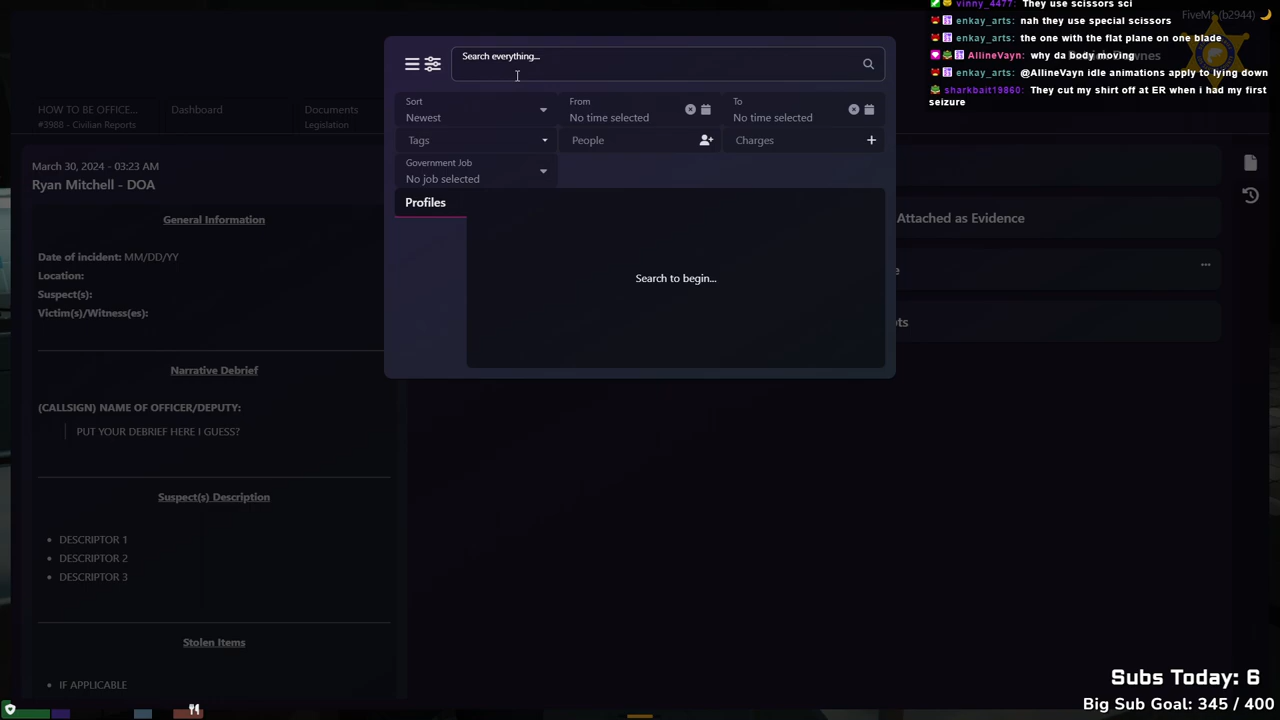 vinny_4477: They use scissors sci
enkay_arts: nah they use special scissors
enkay_arts: the one with the flat plane on one blade
AllineVayn: why da body moving
enkay_arts: @AllineVayn idle animations apply to lying down
sharkbait19860: They cut my shirt off at ER when i had my first
seizure
FiveM® (b2944)
Search everything...
Sort
Newest
From
No time selected
To
No time selected
Tags
People
Charges
Government Job
No job selected
Profiles
Search to begin...
HOW TO BE OFFICE...
#3988 - Civilian Reports
Dashboard
Documents
Legislation
March 30, 2024 - 03:23 AM
Ryan Mitchell - DOA
General Information
Date of incident: MM/DD/YY
Location:
Suspect(s):
Victim(s)/Witness(es):
Narrative Debrief
(CALLSIGN) NAME OF OFFICER/DEPUTY:
PUT YOUR DEBRIEF HERE I GUESS?
Suspect(s) Description
DESCRIPTOR 1
DESCRIPTOR 2
DESCRIPTOR 3
Stolen Items
IF APPLICABLE
Attached as Evidence
Subs Today: 6
Big Sub Goal: 345 / 400